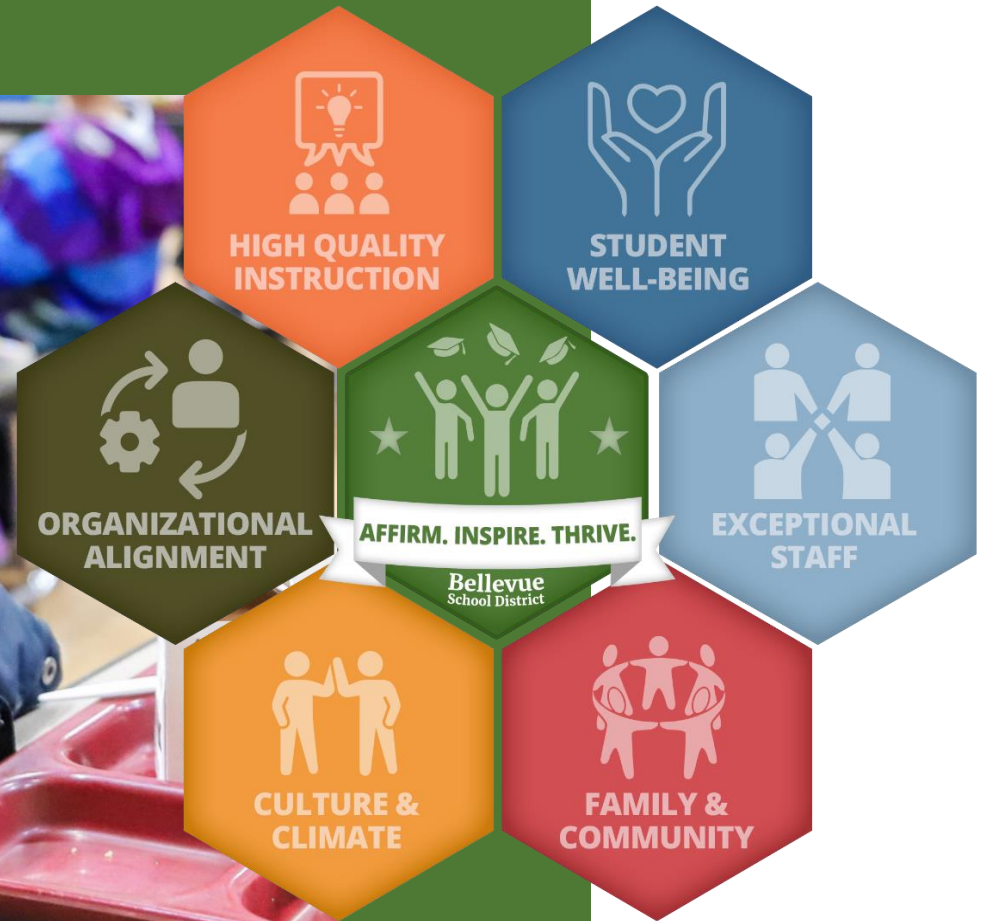 HIGH QUALITY
INSTRUCTION
STUDENT
WELL-BEING
ORGANIZATIONAL
ALIGNMENT
AFFIRM. INSPIRE. THRIVE.
Bellevue
School District
EXCEPTIONAL
STAFF
CULTURE &
CLIMATE
FAMILY &
COMMUNITY